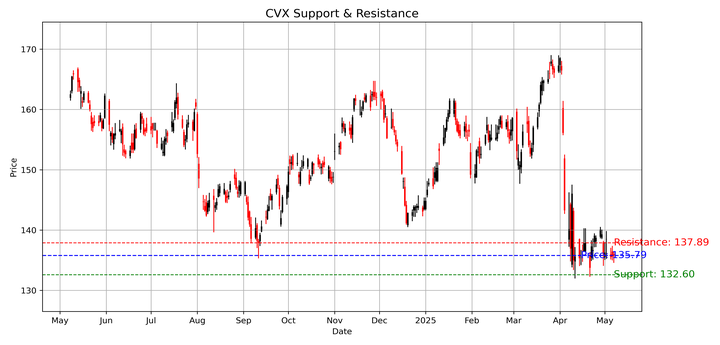 CVX Support & Resistance
Price
170
160
150
140
130
Resistance: 137.89
Price: 135.79
Support: 132.60
May Jun Jul Aug Sep Oct Nov Dec 2025 Feb Mar Apr May
Date